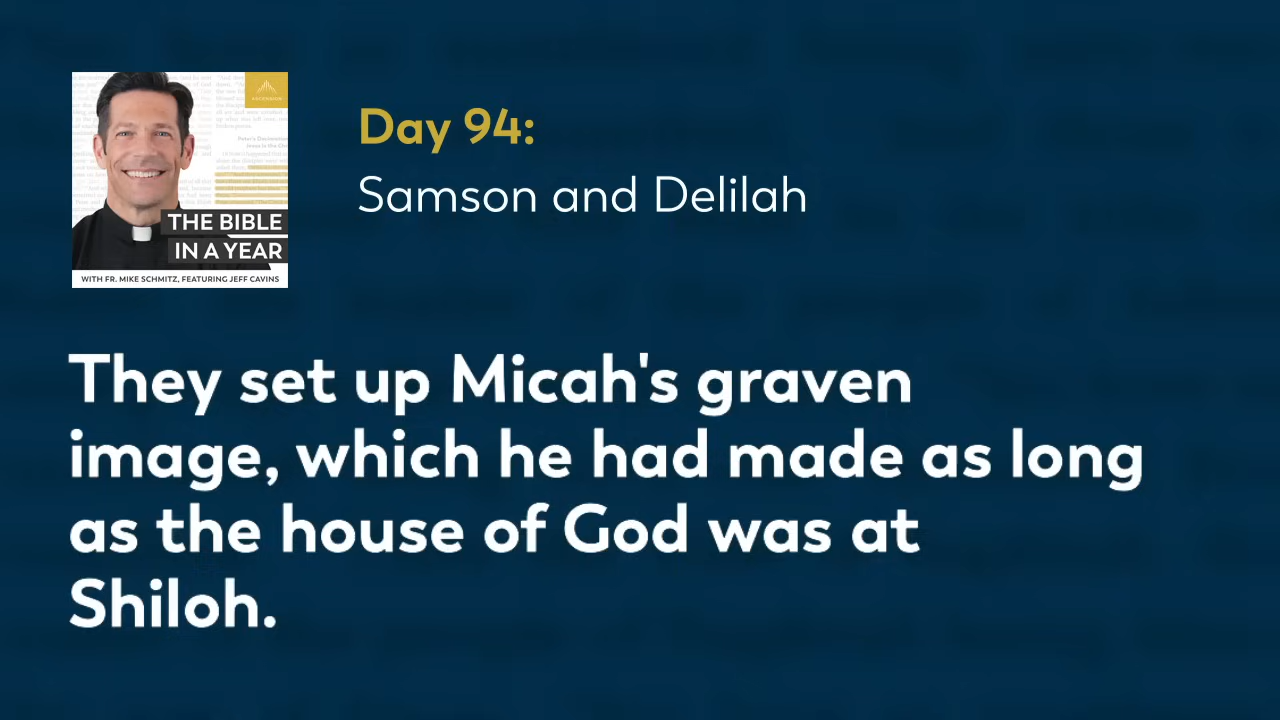 Day 94:
Samson and Delilah
THE BIBLE
IN A YEAR
WITH FR. MIKE SCHMITZ, FEATURING JEFF CAVINS
They set up Micah's graven
image, which he had made as long
as the house of God was at
Shiloh.